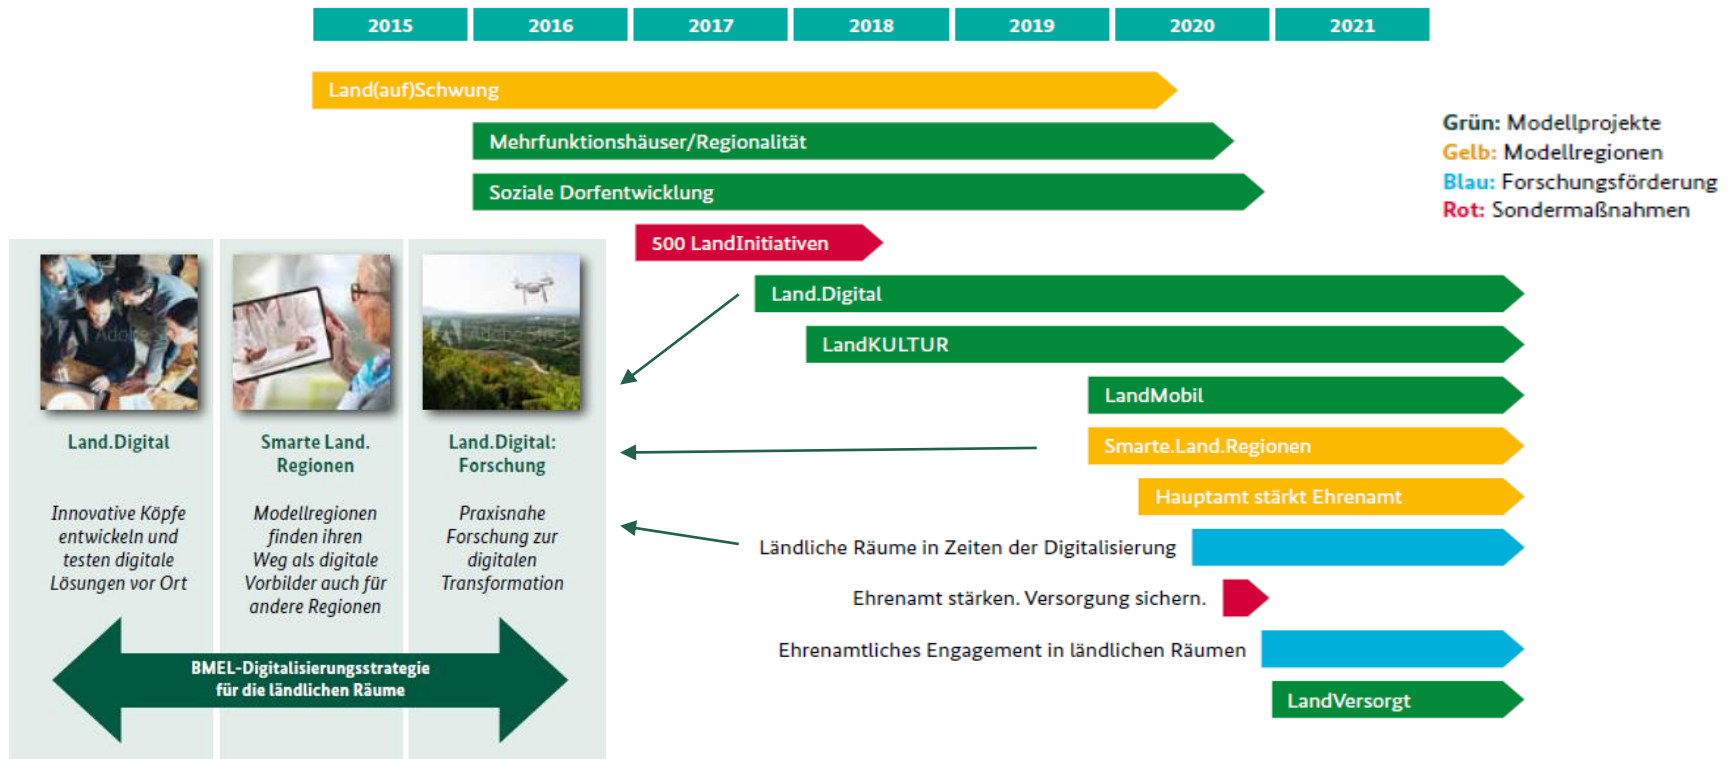 2015 2016 2017 2018 2019 2020 2021
Land(auf)Schwung
Mehrfunktionshäuser/Regionalität
Soziale Dorfentwicklung
500 LandInitiativen
Land.Digital
LandKULTUR
LandMobil
Smarte.Land.Regionen
Hauptamt stärkt Ehrenamt
Ländliche Räume in Zeiten der Digitalisierung
Ehrenamt stärken. Versorgung sichern.
Ehrenamtliches Engagement in ländlichen Räumen
LandVersorgt
Grün: Modellprojekte
Gelb: Modellregionen
Blau: Forschungsförderung
Rot: Sondermaßnahmen
Land.Digital
Innovative Köpfe
entwickeln und
testen digitale
Lösungen vor Ort
Smarte Land.
Regionen
Modellregionen
finden ihren
Weg als digitale
Vorbilder auch für
andere Regionen
Land.Digital:
Forschung
Praxisnahe
Forschung zur
digitalen
Transformation
BMEL-Digitalisierungsstrategie
für die ländlichen Räume